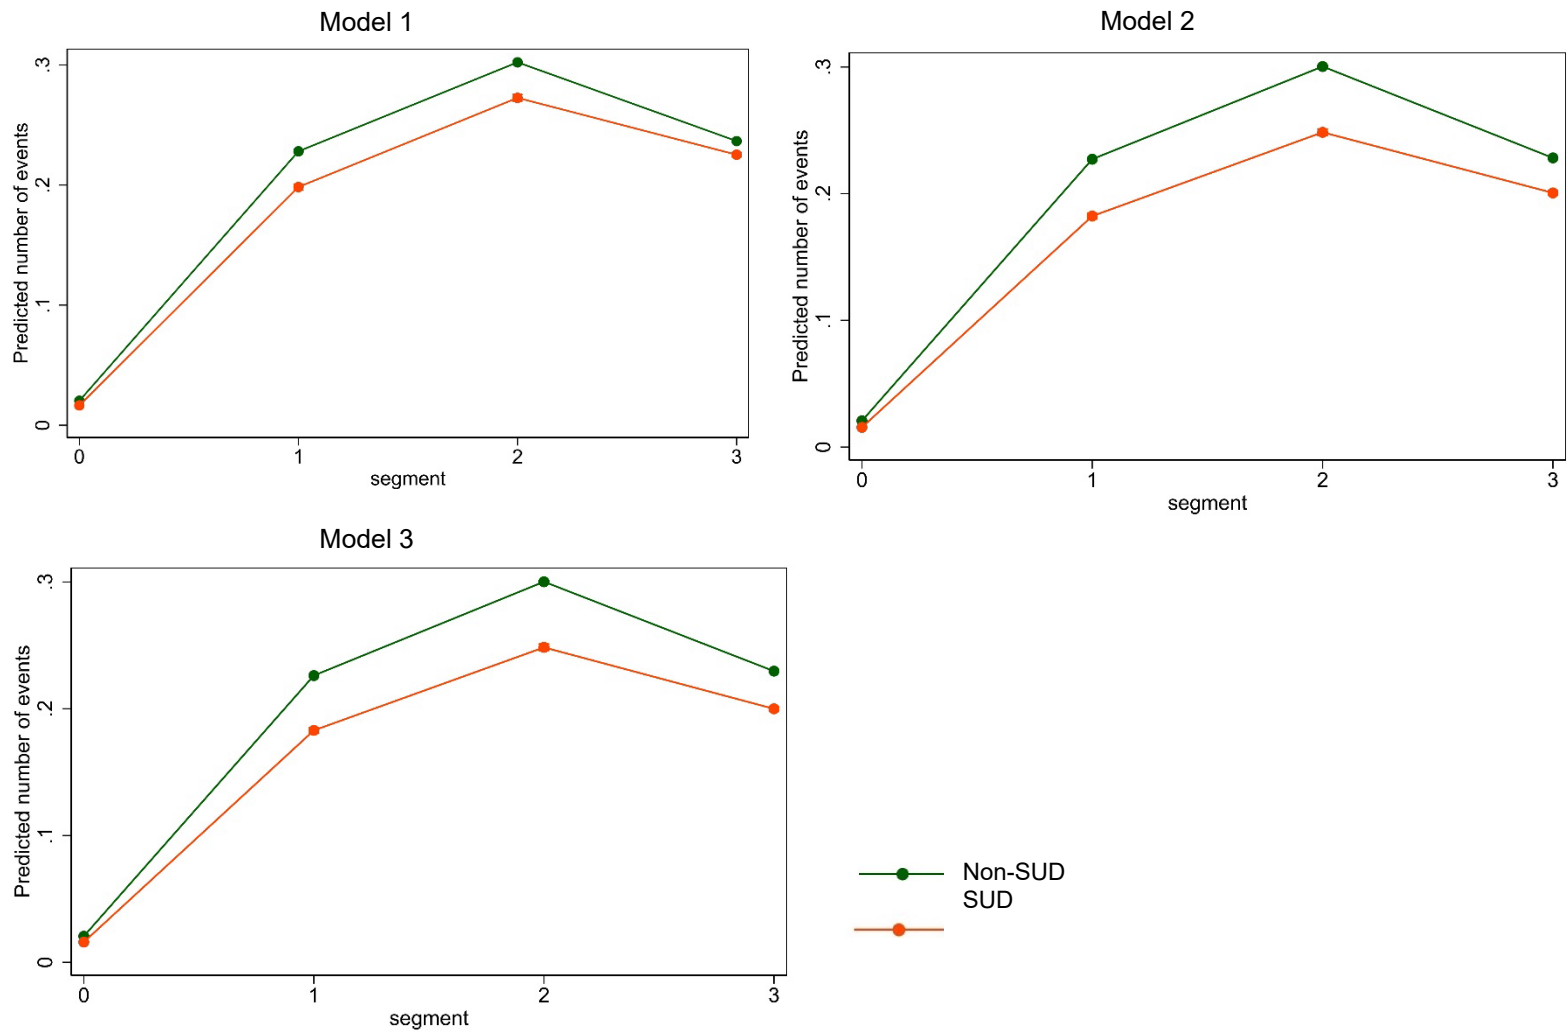 Model 1
Predicted number of events
.3
.2
.1
0
0 1 2 3
segment
Model 2
Predicted number of events
.3
.2
.1
0
0 1 2 3
segment
Model 3
Predicted number of events
.3
.2
.1
0
0 1 2 3
segment
Non-SUD
SUD